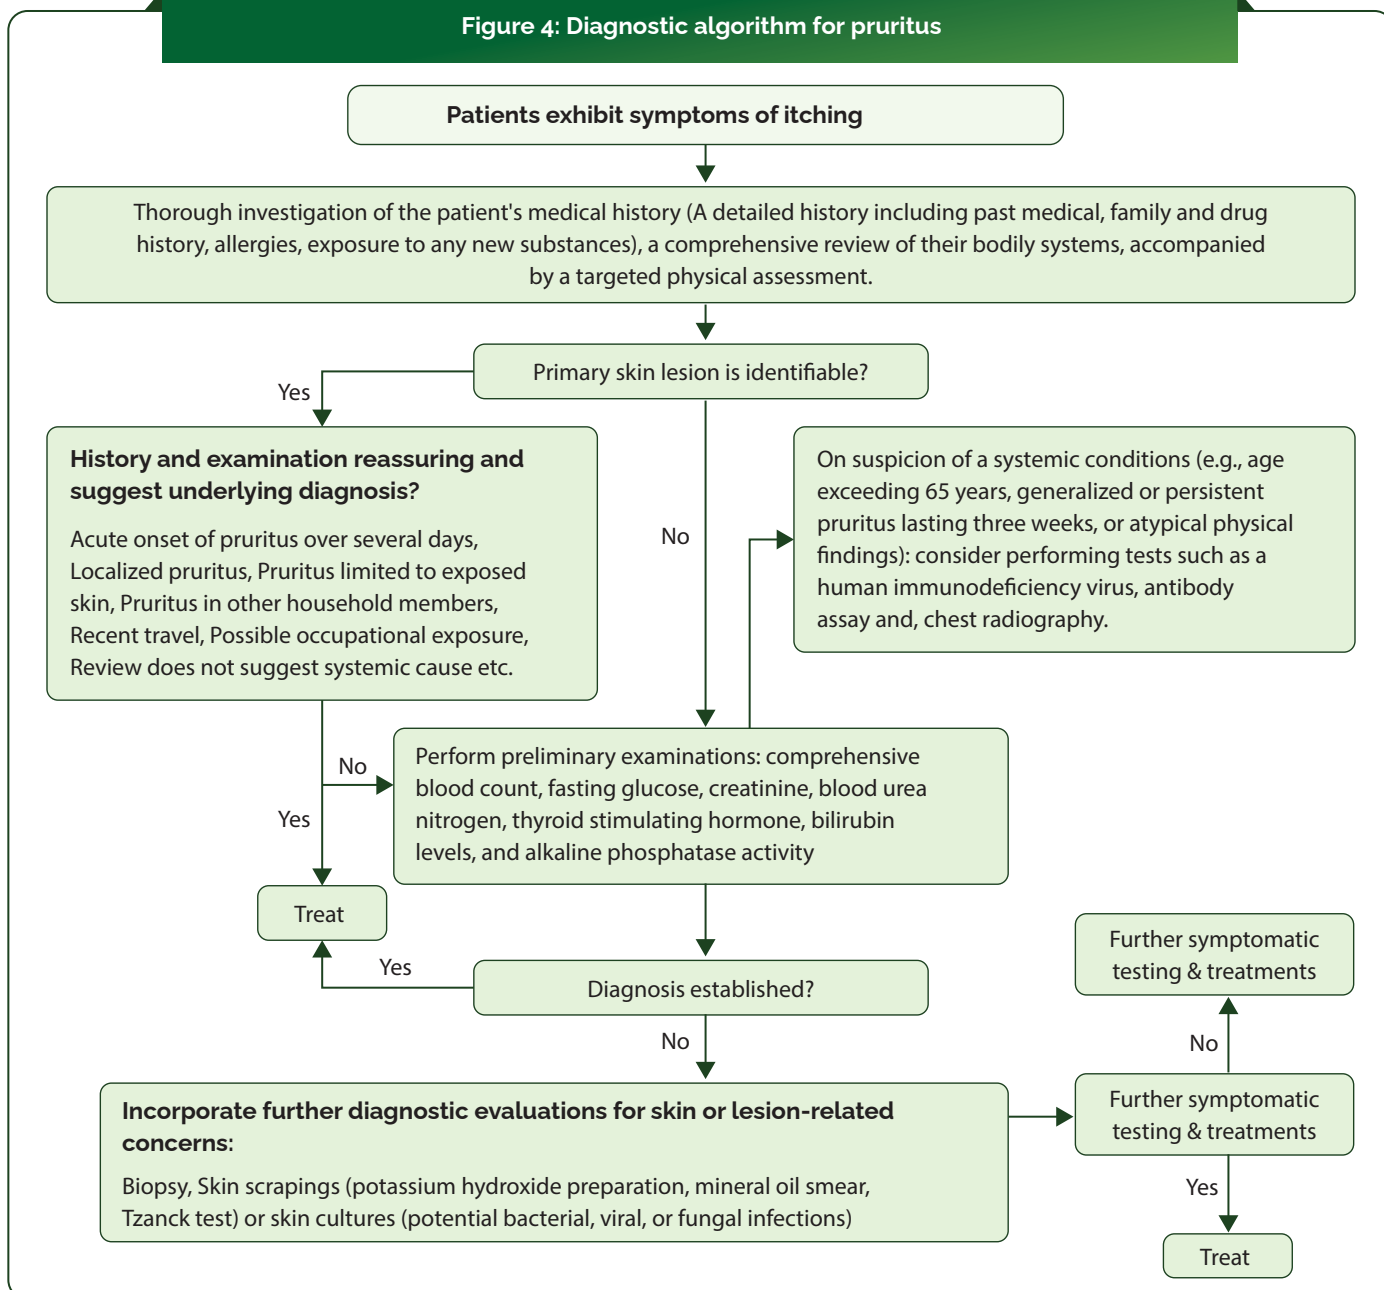 Figure 4: Diagnostic algorithm for pruritus
Patients exhibit symptoms of itching
Thorough investigation of the patient's medical history (A detailed history including past medical, family and drug
history, allergies, exposure to any new substances), a comprehensive review of their bodily systems, accompanied
by a targeted physical assessment.
Primary skin lesion is identifiable?
Yes
History and examination reassuring and
suggest underlying diagnosis?
Acute onset of pruritus over several days,
Localized pruritus, Pruritus limited to exposed
skin, Pruritus in other household members,
Recent travel, Possible occupational exposure,
Review does not suggest systemic cause etc.
No
On suspicion of a systemic conditions (e.g., age
exceeding 65 years, generalized or persistent
pruritus lasting three weeks, or atypical physical
findings): consider performing tests such as a
human immunodeficiency virus, antibody
assay and, chest radiography.
No
Yes
Perform preliminary examinations: comprehensive
blood count, fasting glucose, creatinine, blood urea
nitrogen, thyroid stimulating hormone, bilirubin
levels, and alkaline phosphatase activity
Treat
Yes
Diagnosis established?
No
Incorporate further diagnostic evaluations for skin or lesion-related
concerns:
Biopsy, Skin scrapings (potassium hydroxide preparation, mineral oil smear,
Tzanck test) or skin cultures (potential bacterial, viral, or fungal infections)
Further symptomatic
testing & treatments
No
Further symptomatic
testing & treatments
Yes
Treat